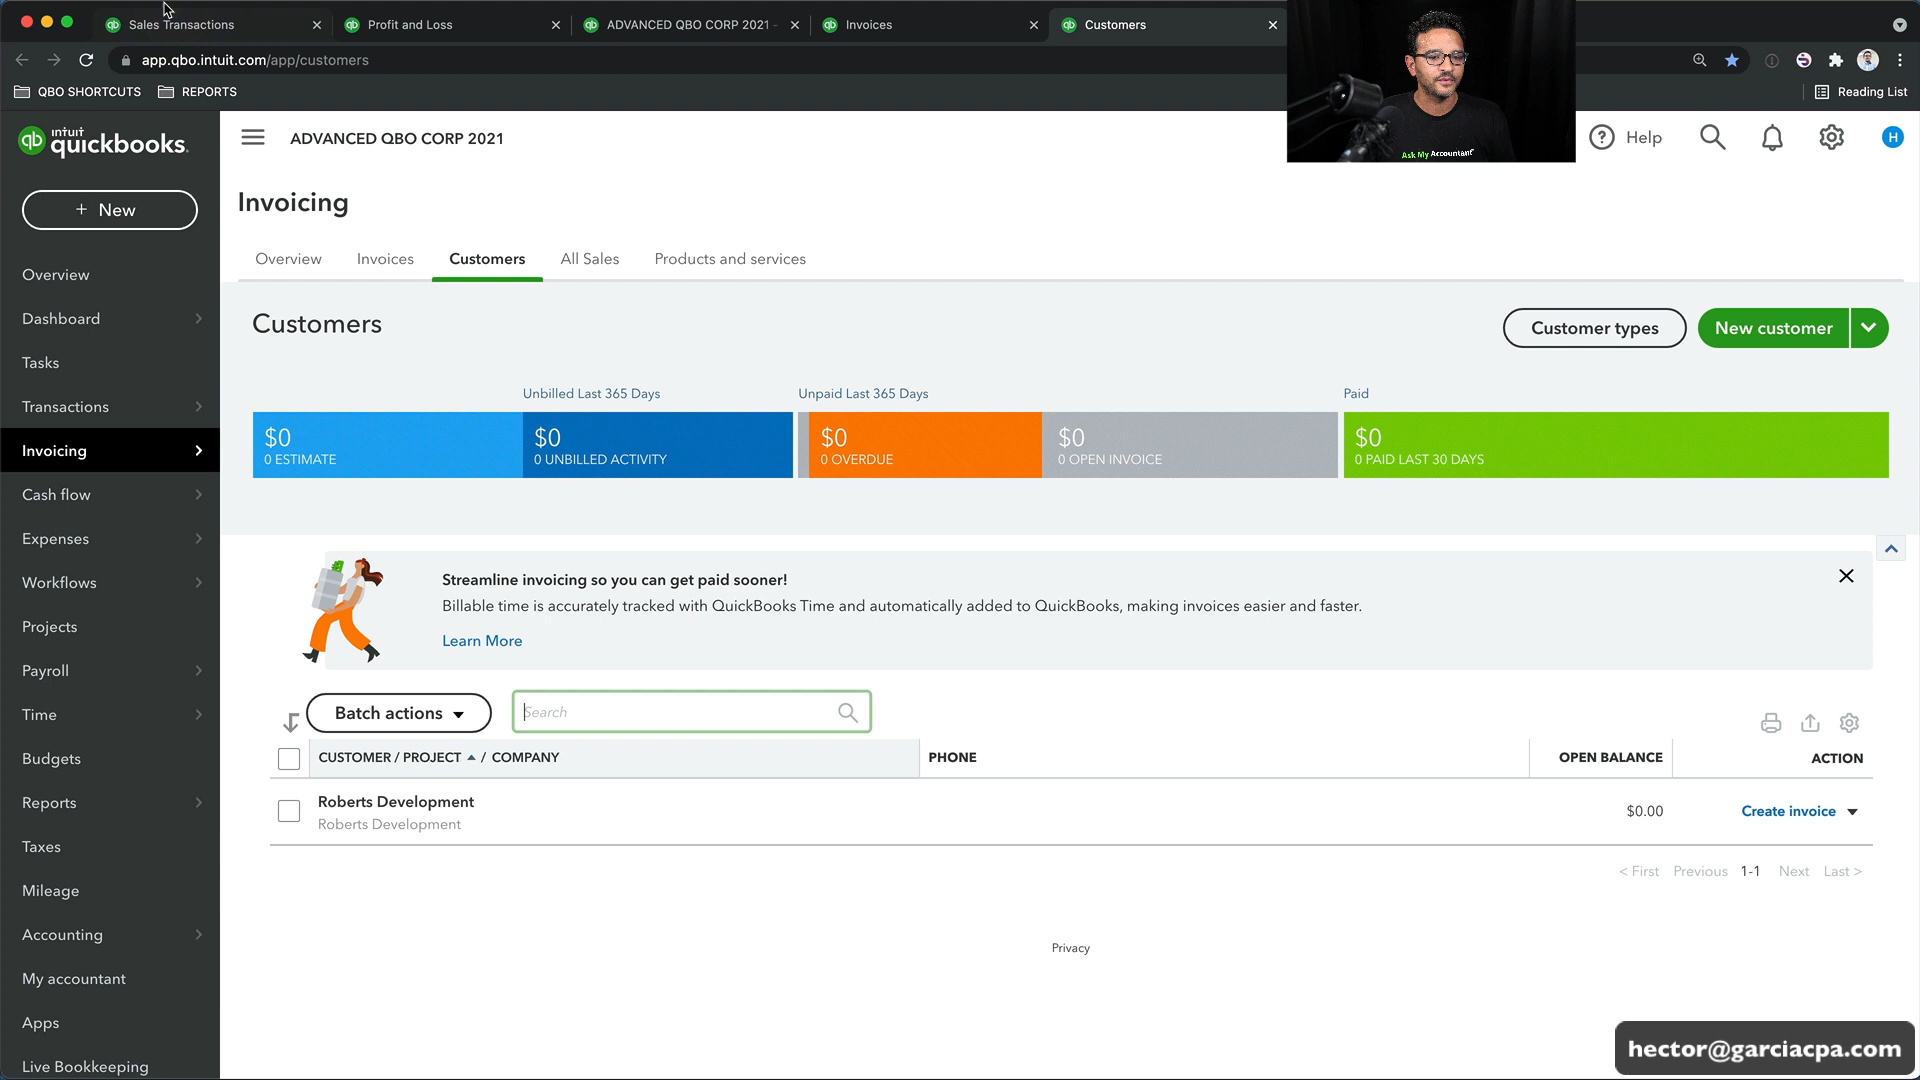 Sales Transactions
Profit and Loss
ADVANCED QBO CORP 2021 -
Invoices
Customers
app.qbo.intuit.com/app/customers
QBO SHORTCUTS
REPORTS
Reading List
intuit
quickbooks.
ADVANCED QBO CORP 2021
Ask My Accountant
Help
H
+ New
Invoicing
Overview
Invoices
Customers
All Sales
Products and services
Overview
Dashboard
Tasks
Transactions
Invoicing
Cash flow
Expenses
Workflows
Projects
Payroll
Time
Budgets
Reports
Taxes
Mileage
Accounting
My accountant
Apps
Live Bookkeeping
Customers
Customer types
New customer
Unbilled Last 365 Days
Unpaid Last 365 Days
Paid
$0
0 ESTIMATE
$0
0 UNBILLED ACTIVITY
$0
0 OVERDUE
$0
0 OPEN INVOICE
$0
0 PAID LAST 30 DAYS
Streamline invoicing so you can get paid sooner!
Billable time is accurately tracked with QuickBooks Time and automatically added to QuickBooks, making invoices easier and faster.
Learn More
Batch actions
Search
CUSTOMER / PROJECT / COMPANY
PHONE
OPEN BALANCE
ACTION
Roberts Development
Roberts Development
$0.00
Create invoice
< First Previous 1-1 Next Last >
Privacy
hector@garciacpa.com